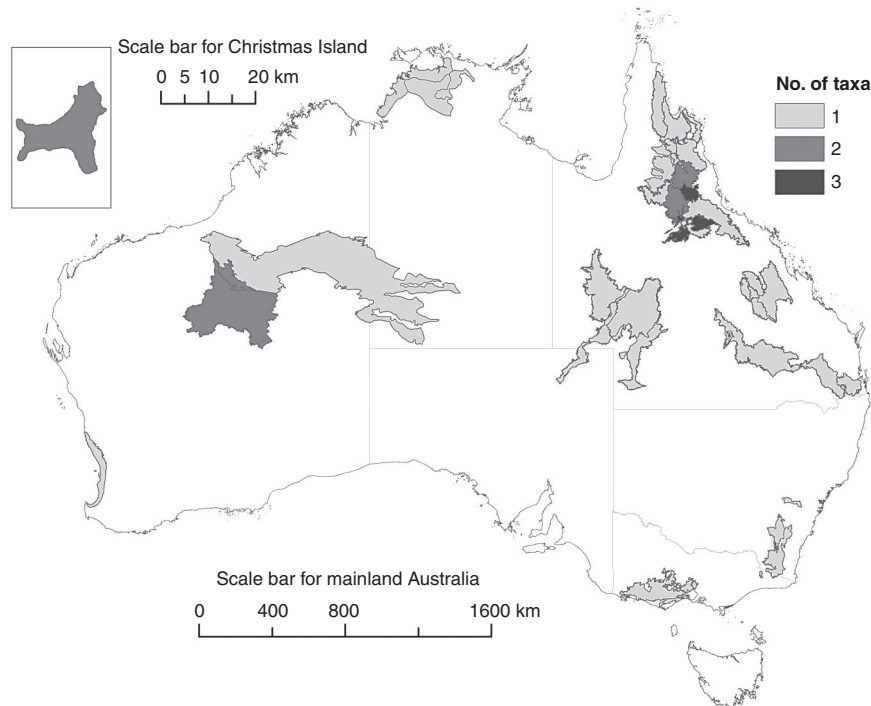 Scale bar for Christmas Island
0 5 10 20 km
No. of taxa
1
2
3
Scale bar for mainland Australia
0 400 800 1600 km